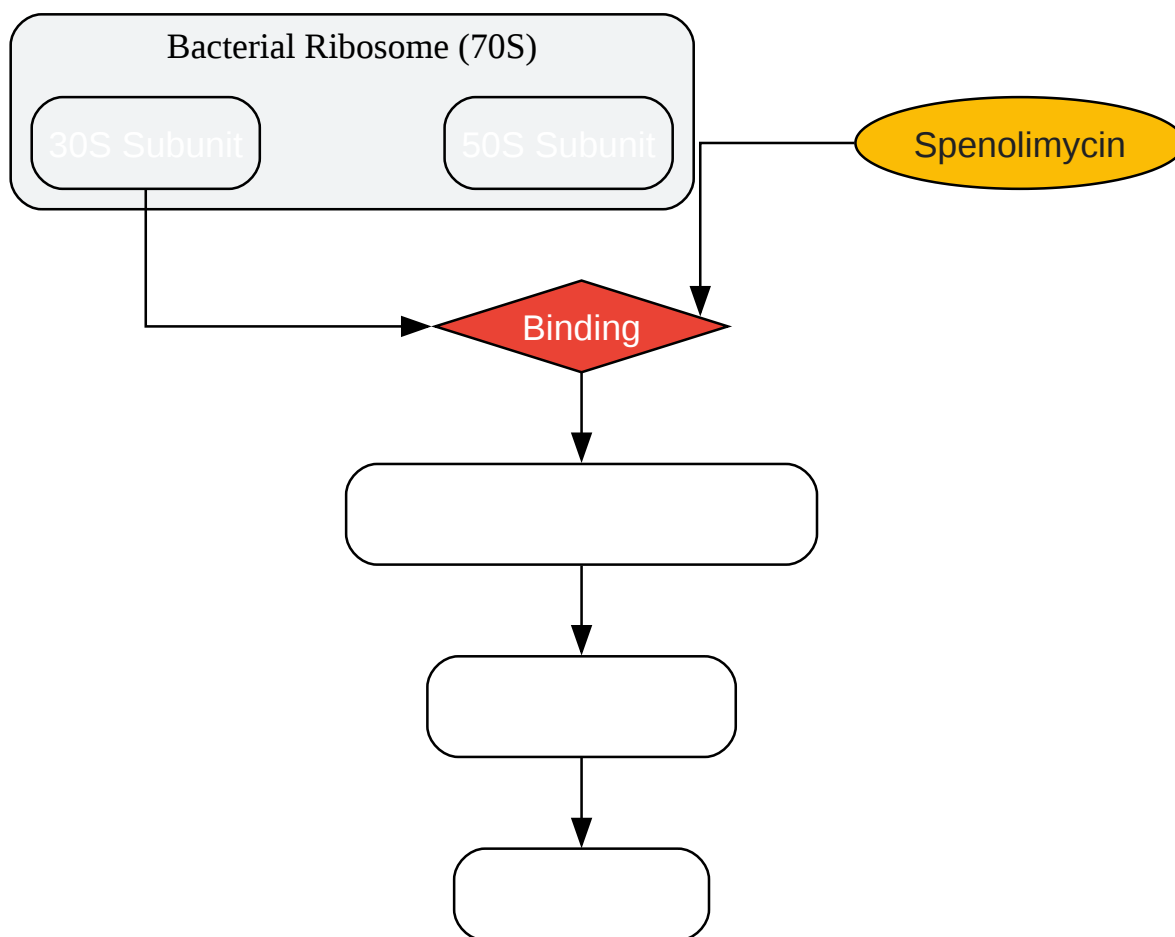 Bacterial Ribosome (70S)
30S Subunit
50S Subunit
Spenolimycin
Binding